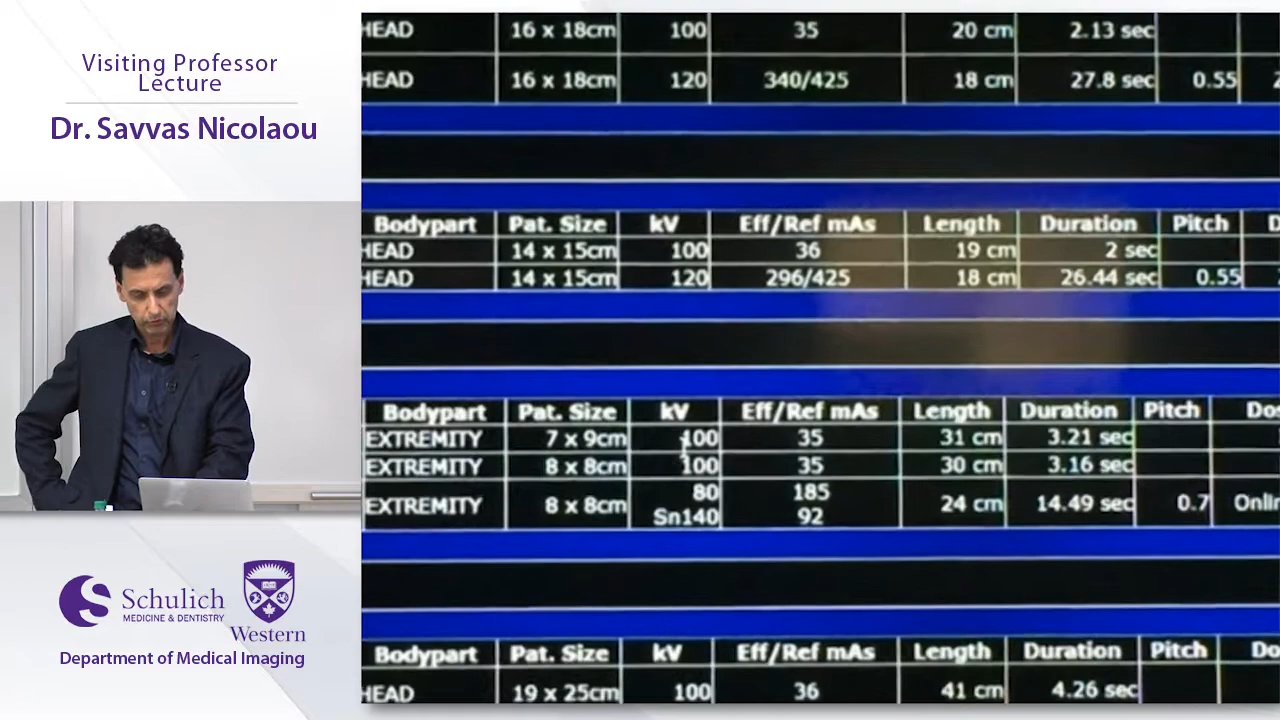 Visiting Professor
Lecture
Dr. Savvas Nicolaou
Schulich
MEDICINE & DENTISTRY
Western
Department of Medical Imaging
HEAD 16 x 18cm 100 35 20 cm 2.13 sec
HEAD 16 x 18cm 120 340/425 18 cm 27.8 sec 0.55
Bodypart Pat. Size kV Eff/Ref mAs Length Duration Pitch
HEAD 14 x 15cm 100 36 19 cm 2 sec
HEAD 14 x 15cm 120 296/425 18 cm 26.44 sec 0.55
Bodypart Pat. Size kV Eff/Ref mAs Length Duration Pitch Do
EXTREMITY 7 x 9cm 100 35 31 cm 3.21 sec
EXTREMITY 8 x 8cm 100 35 30 cm 3.16 sec
80 185
EXTREMITY 8 x 8cm 24 cm 14.49 sec 0.7 Onlin
Sn140 92
Bodypart Pat. Size kV Eff/Ref mAs Length Duration Pitch Do
HEAD 19 x 25cm 100 36 41 cm 4.26 sec